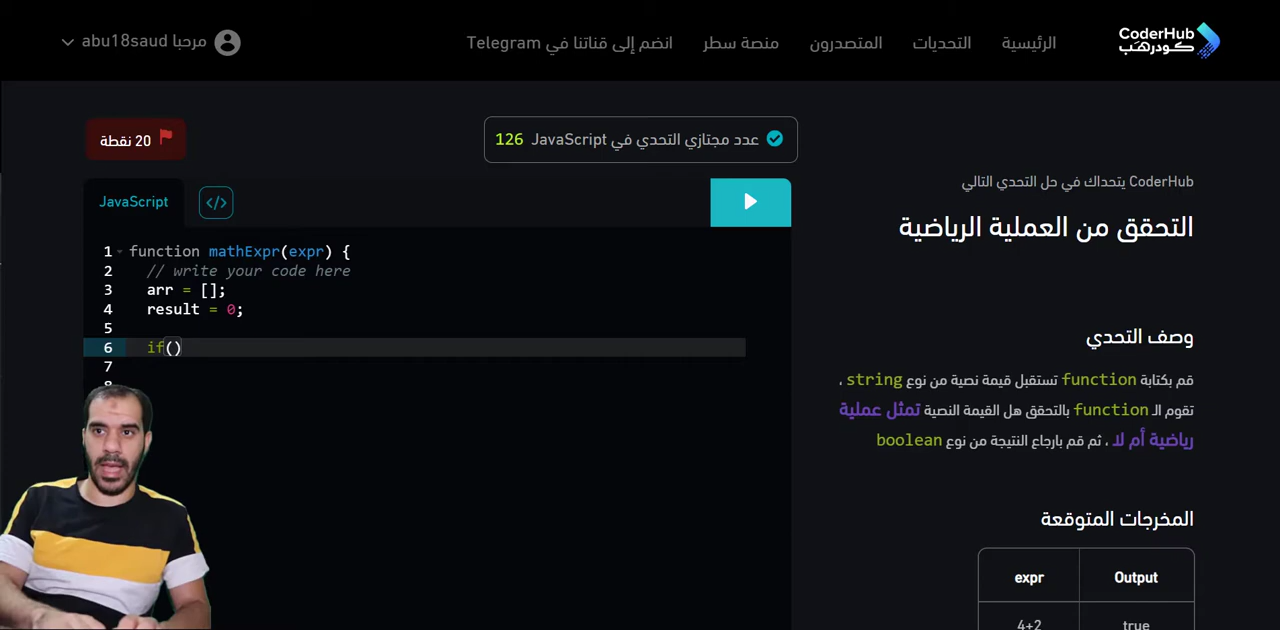 CoderHub
كودرهب
الرئيسية
التحديات
المتصدرون
منصة سطر
انضم إلى قناتنا في Telegram
مرحبا abu18saud
20 نقطة
عدد مجتازي التحدي في JavaScript 126
JavaScript
</>
1 function mathExpr(expr) {
2 // write your code here
3 arr = [];
4 result = 0;
5
6 if()
7
8
CoderHub يتحداك في حل التحدي التالي
التحقق من العملية الرياضية
وصف التحدي
قم بكتابة function تستقبل قيمة نصية من نوع string ،
تقوم الـ function بالتحقق هل القيمة النصية تمثل عملية
رياضية أم لا ، ثم قم بارجاع النتيجة من نوع boolean
المخرجات المتوقعة
expr Output
4+2 true